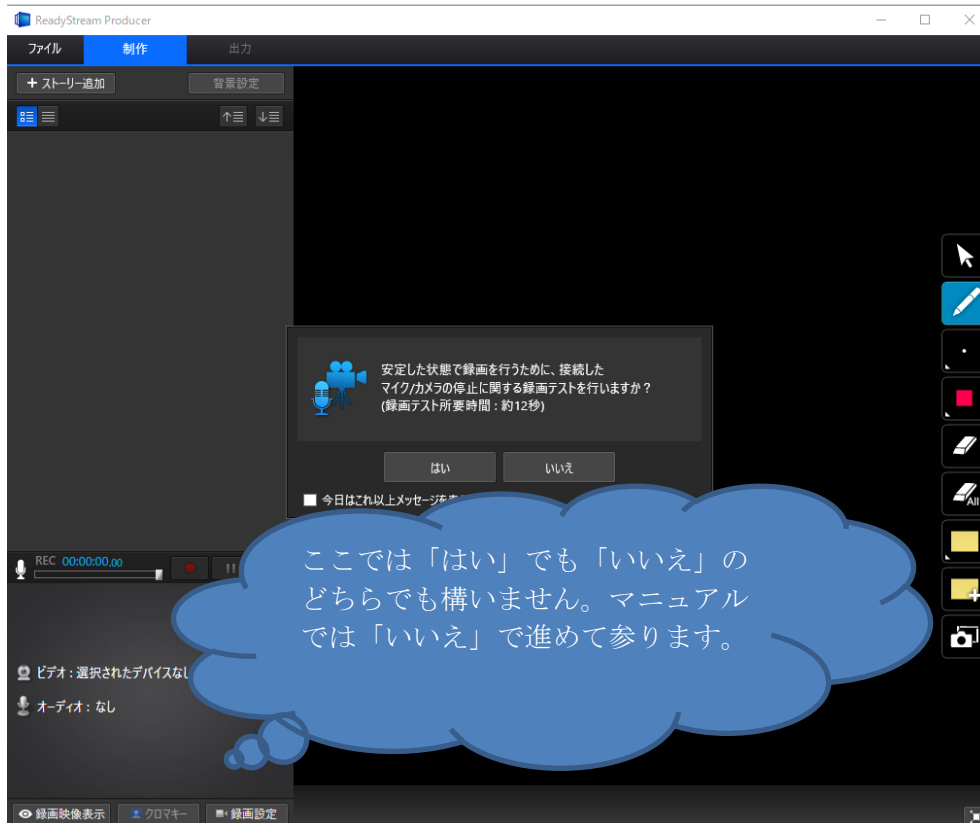 ReadyStream Producer
ファイル 制作 出力
+ ストーリー追加 背景設定
安定した状態で録画を行うために、接続した
マイク/カメラの停止に関する録画テストを行いますか?
(録画テスト所要時間 : 約12秒)
はい いいえ
今日はこれ以上メッセージを
REC 00:00:00.00
ここでは「はい」でも「いいえ」の
どちらでも構いません。マニュアル
では「いいえ」で進めて参ります。
All
ビデオ : 選択されたデバイスなし
オーディオ : なし
録画映像表示 クロマキー 録画設定